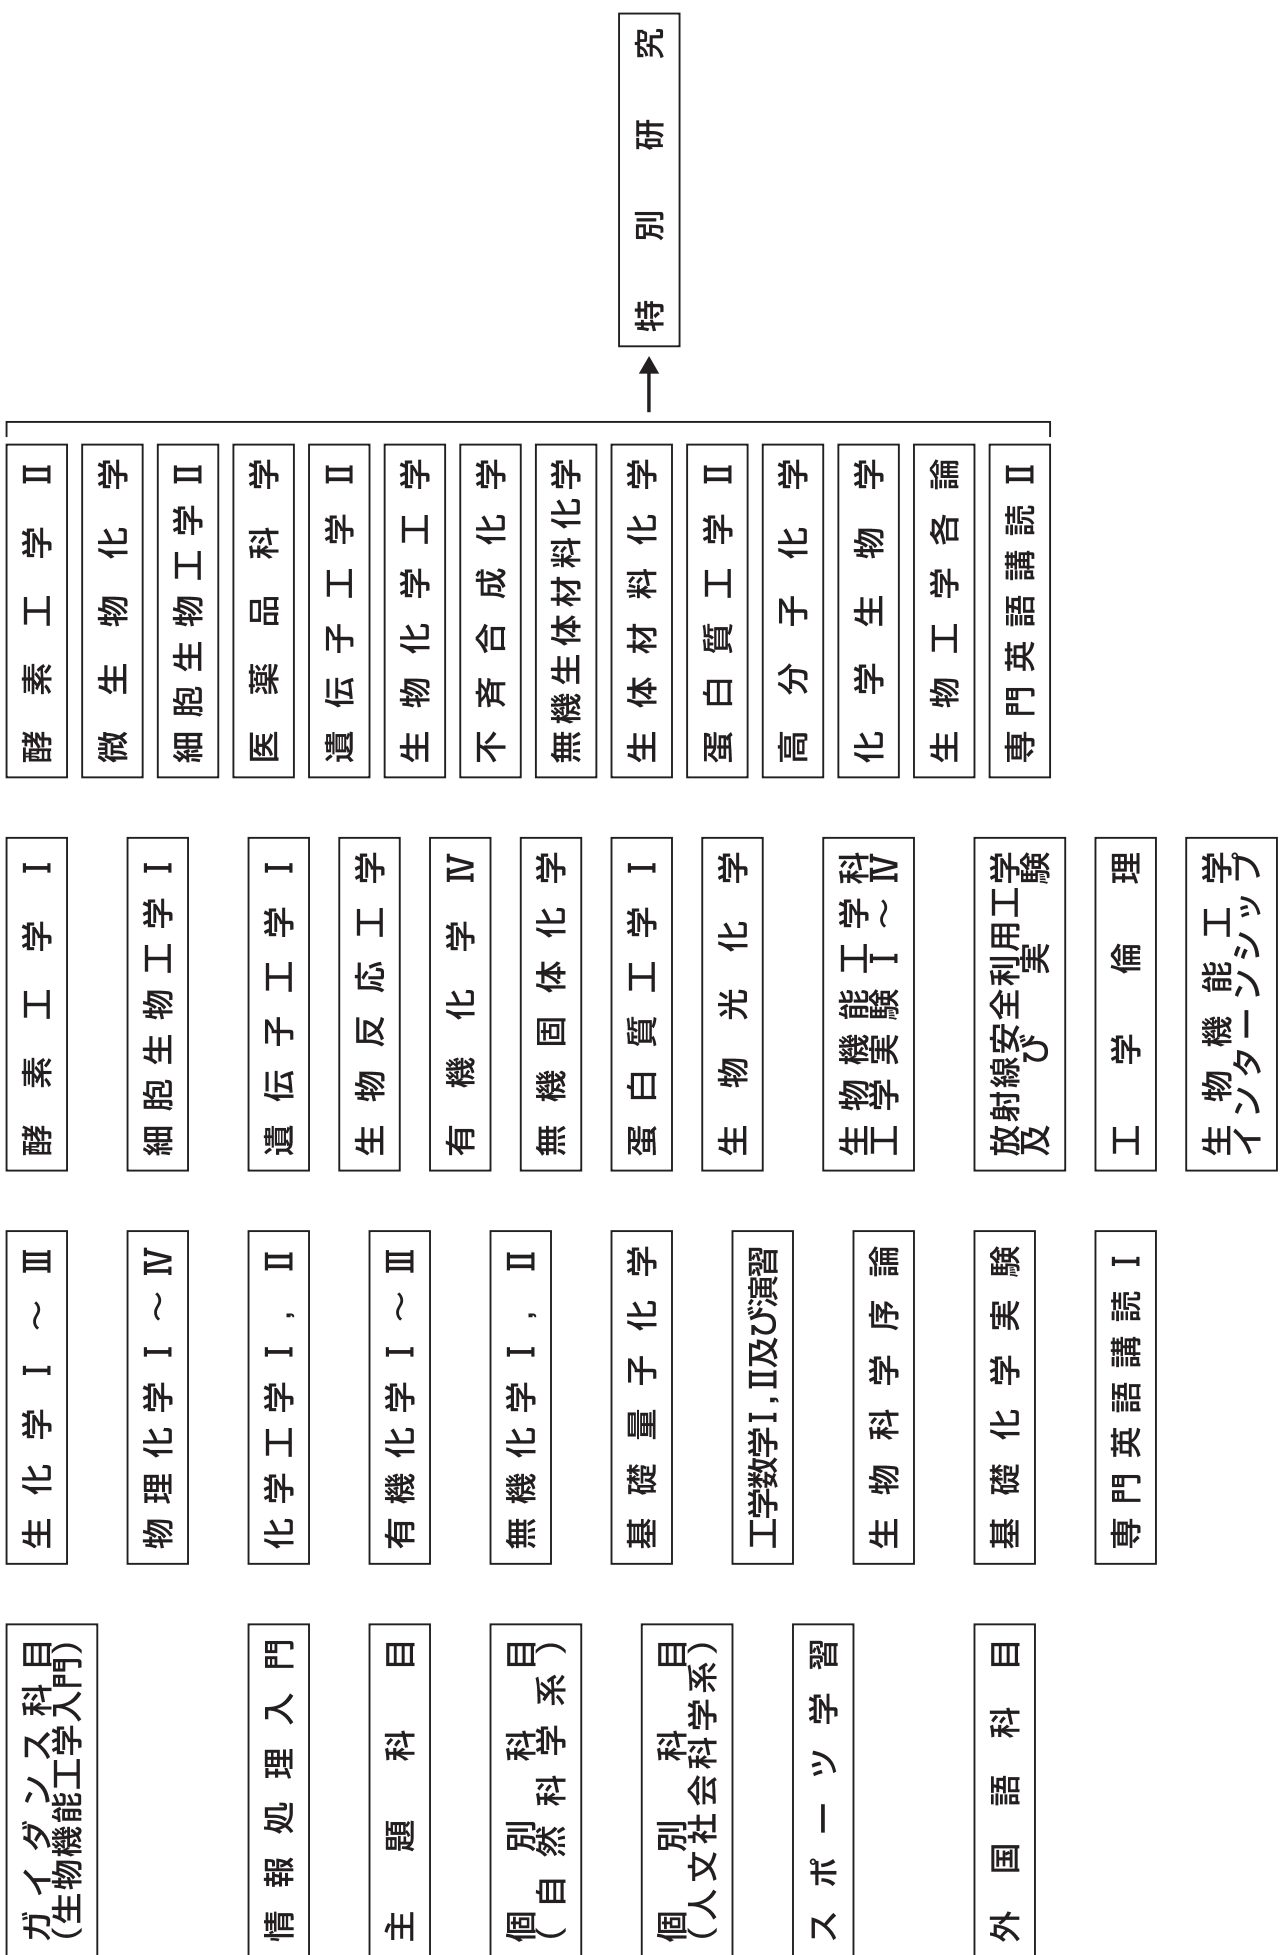 ガイダンス科目
(生物機能工学入門)
情報処理入門
主題科目
個別科目
(自然科学系)
個別科目
(人文社会科学系)
スポーツ学習
外国語科目
生化学Ⅰ～Ⅲ
物理化学Ⅰ～Ⅳ
化学工学Ⅰ,Ⅱ
有機化学Ⅰ～Ⅲ
無機化学Ⅰ,Ⅱ
基礎量子化学
工学数学Ⅰ,Ⅱ及び演習
生物科学序論
基礎化学実験
専門英語講読Ⅰ
酵素工学Ⅰ
細胞生物工学Ⅰ
遺伝子工学Ⅰ
生物反応工学
有機化学Ⅳ
無機固体化学
蛋白質工学Ⅰ
生物光化学
生物機能工学科
工学実験Ⅰ～Ⅳ
放射線安全利用工学
及び実験
工学倫理
生物機能工学
インターンシップ
酵素工学Ⅱ
微生物化学
細胞生物工学Ⅱ
医薬品科学
遺伝子工学Ⅱ
生物化学工学
不斉合成化学
無機生体材料化学
生体材料化学
蛋白質工学Ⅱ
高分子化学
化学生物学
生物工学各論
専門英語講読Ⅱ
特別研究